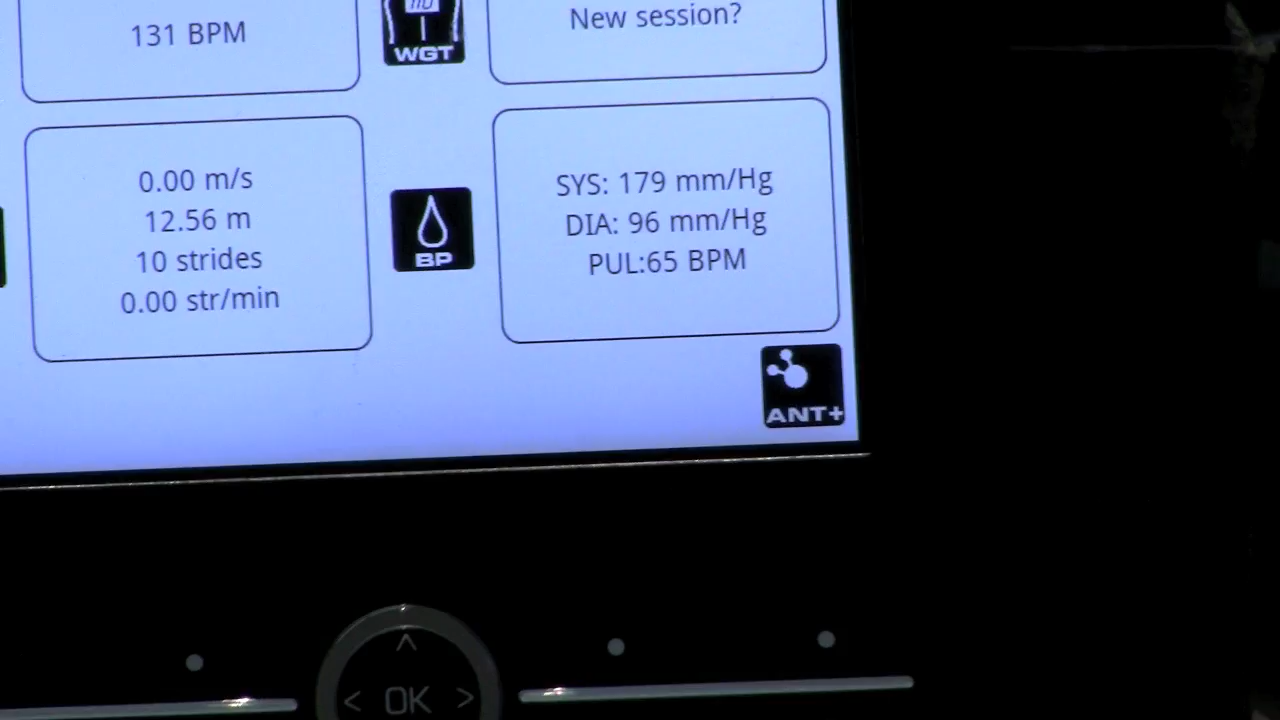 131 BPM
WGT
New session?
0.00 m/s
12.56 m
10 strides
0.00 str/min
BP
SYS: 179 mm/Hg
DIA: 96 mm/Hg
PUL:65 BPM
ANT+
^
< OK >